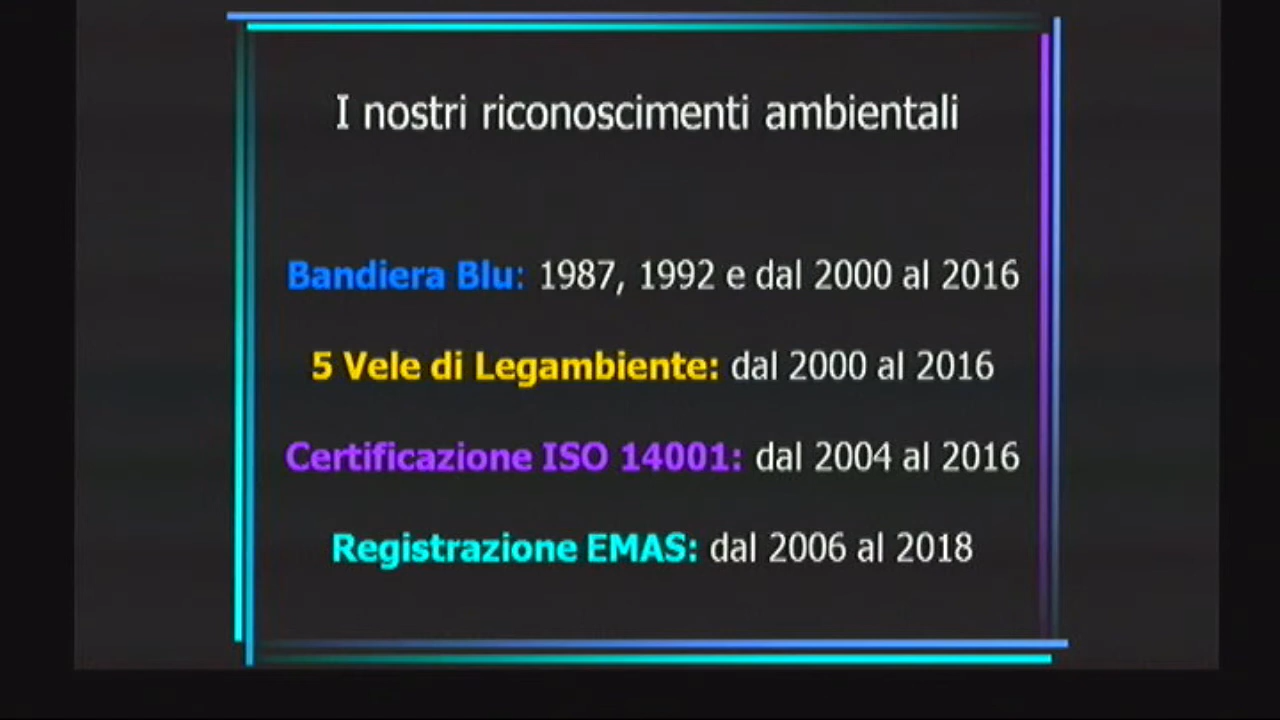 I nostri riconoscimenti ambientali
Bandiera Blu: 1987, 1992 e dal 2000 al 2016
5 Vele di Legambiente: dal 2000 al 2016
Certificazione ISO 14001: dal 2004 al 2016
Registrazione EMAS: dal 2006 al 2018